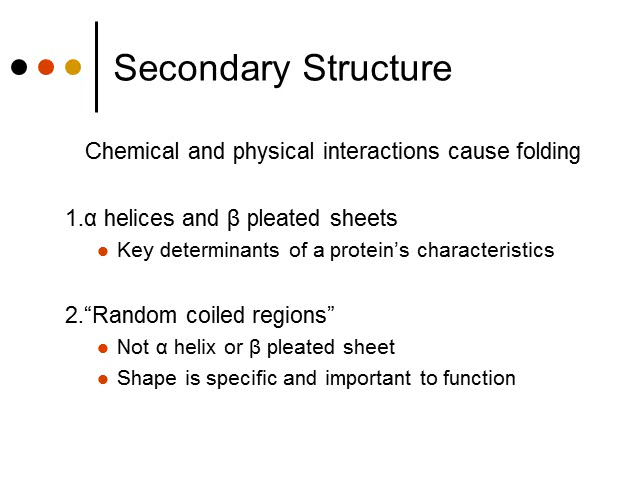 Secondary Structure
Chemical and physical interactions cause folding
1.α helices and β pleated sheets
● Key determinants of a protein’s characteristics
2.“Random coiled regions”
● Not α helix or β pleated sheet
● Shape is specific and important to function